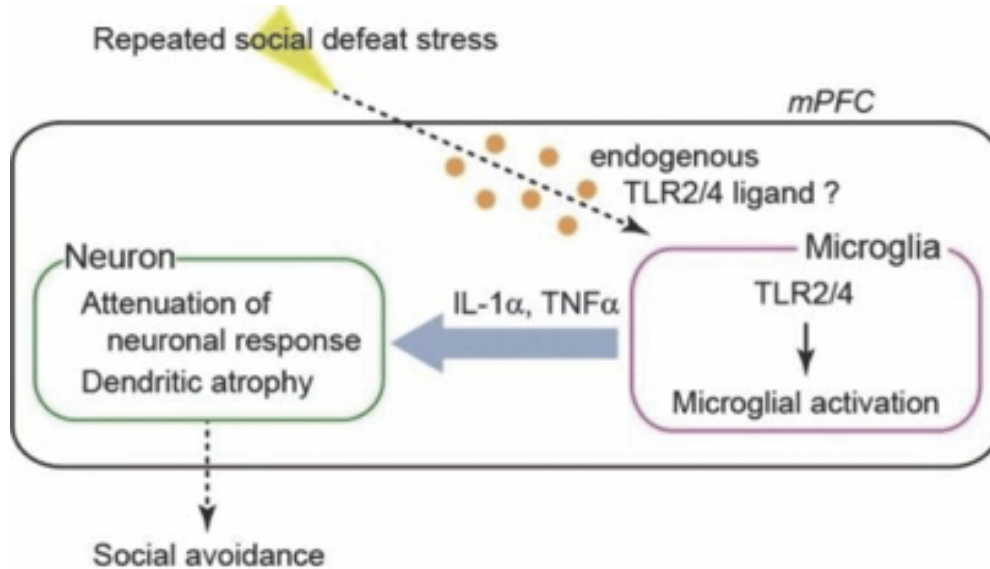 Repeated social defeat stress
mPFC
endogenous
TLR2/4 ligand ?
Neuron
Microglia
Attenuation of
neuronal response
Dendritic atrophy
IL-1α, TNFα
TLR2/4
Microglial activation
Social avoidance